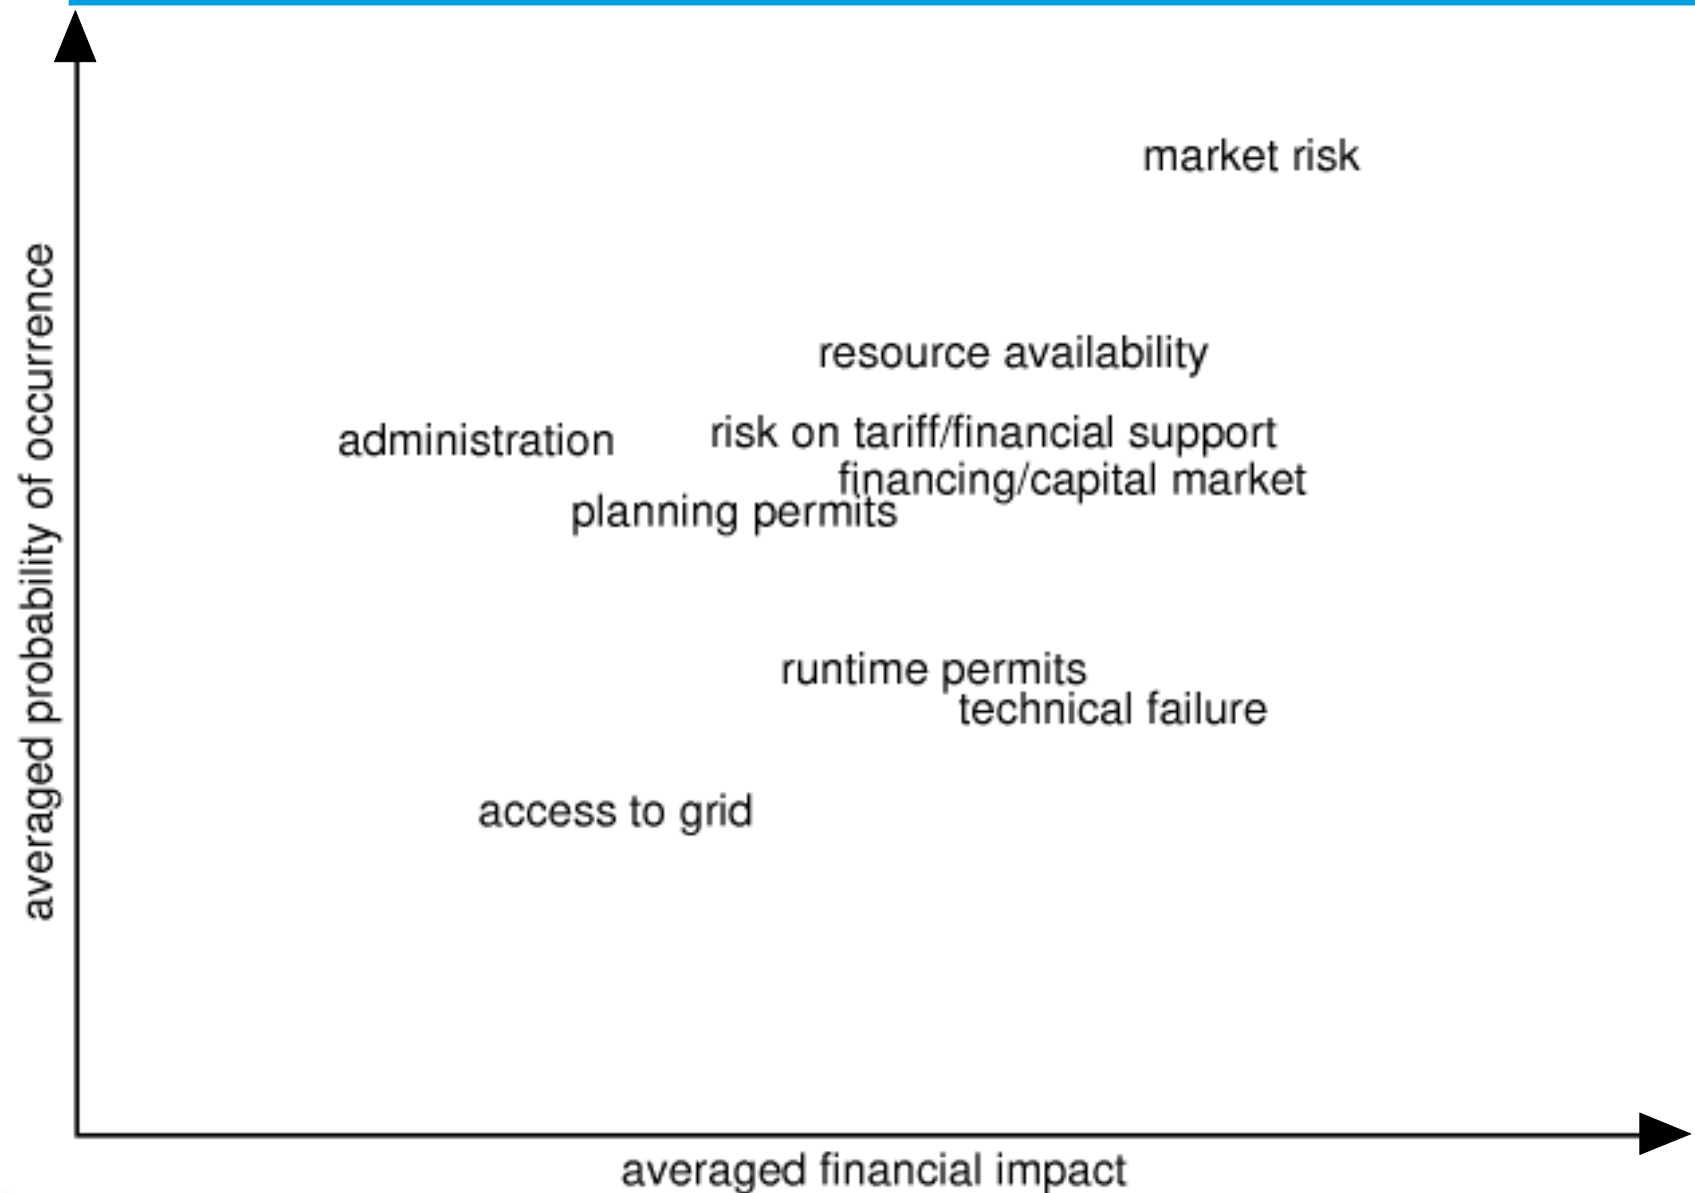 market risk
resource availability
risk on tariff/financial support
administration
financing/capital market
planning permits
runtime permits
technical failure
access to grid
averaged probability of occurrence
averaged financial impact